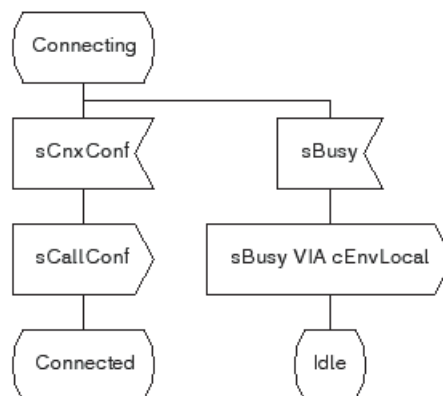 Connecting
sCnxConf
sBusy
sCallConf
sBusy VIA cEnvLocal
Connected
Idle